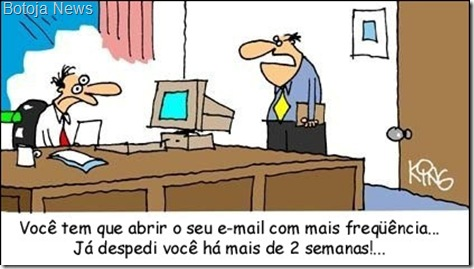 Botoja News
KOPAG
Você tem que abrir o seu e-mail com mais freqüência...
Já despedi você há mais de 2 semanas!...